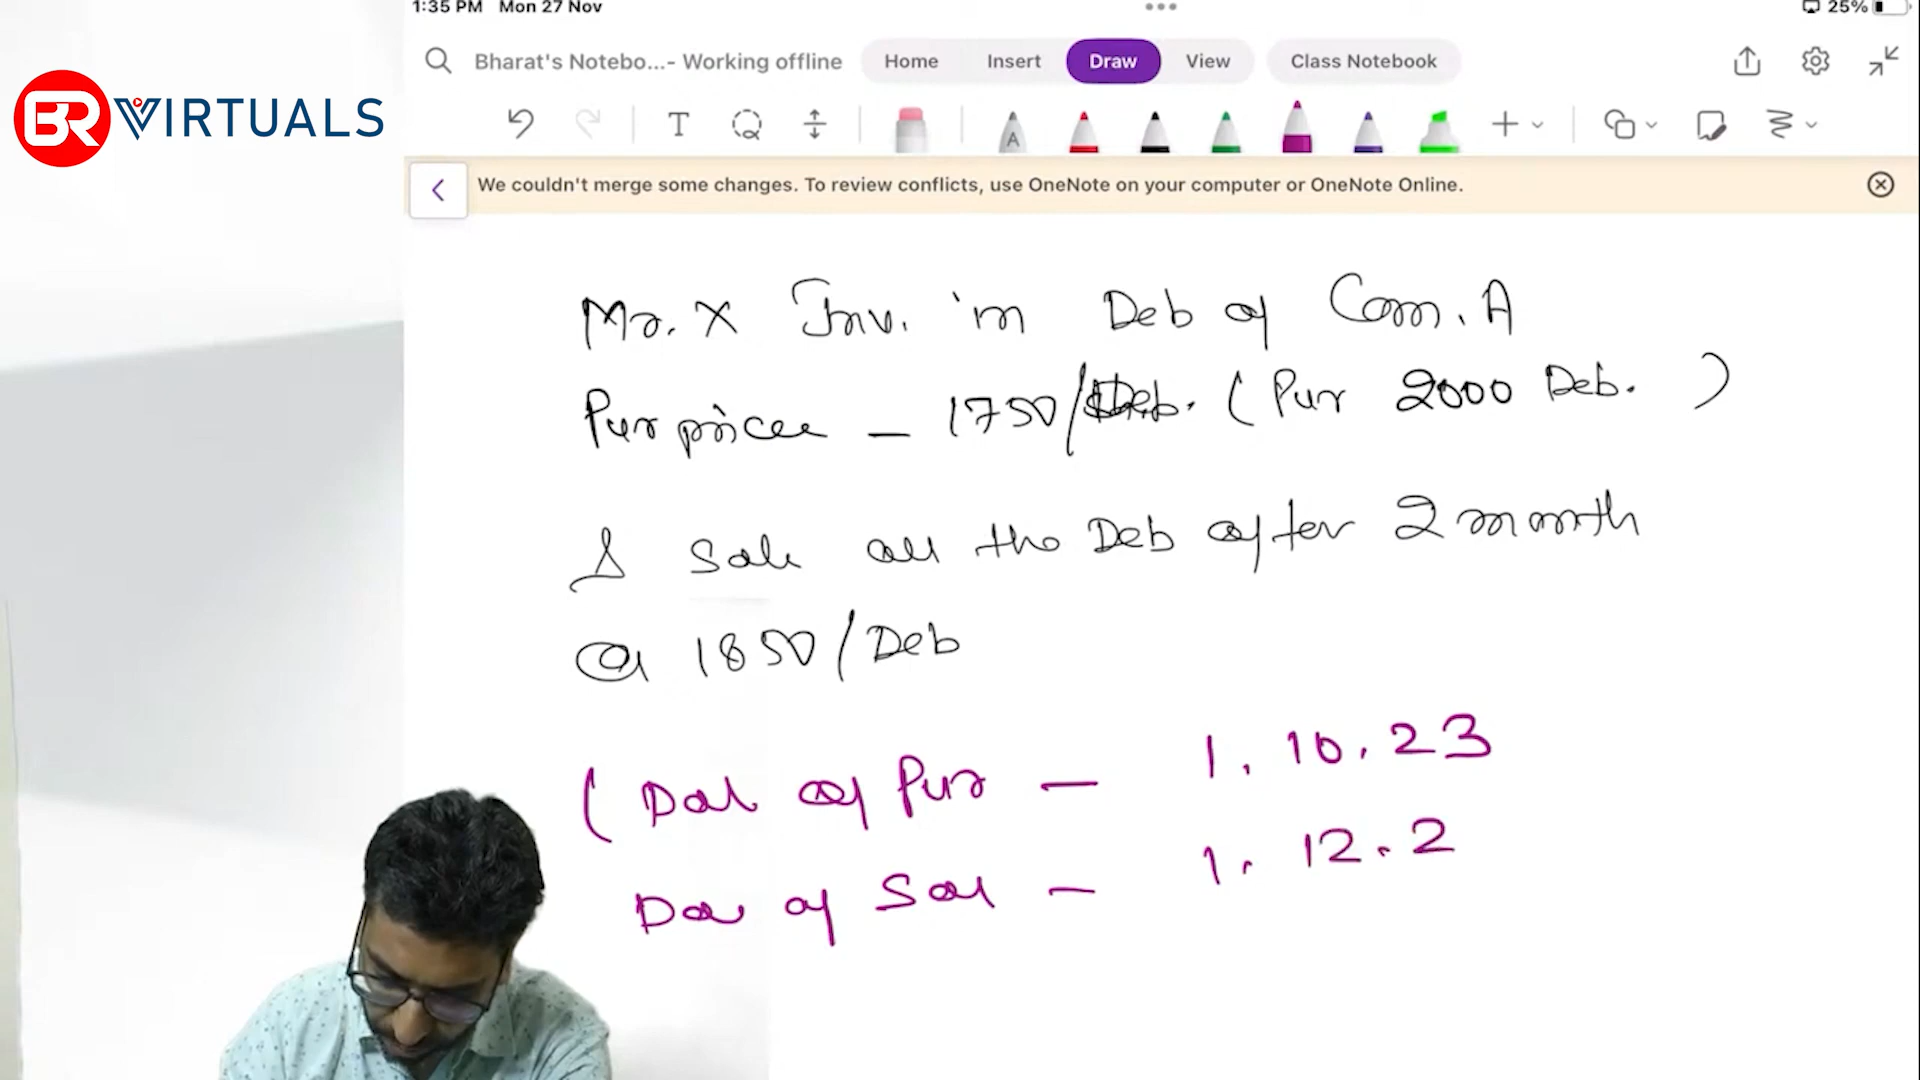 1:35 PM Mon 27 Nov
25%
BR VIRTUALS
Bharat's Notebo...- Working offline
Home Insert Draw View Class Notebook
T A
We couldn't merge some changes. To review conflicts, use OneNote on your computer or OneNote Online.
Mr. X Inv. in Deb of Com. A
Pur price – 1750/Deb. (Pur 2000 Deb. )
& Sale all the Deb after 2 month
@ 1850/Deb
( Dat of Pur – 1. 10. 23
Dat of Sal – 1. 12. 2